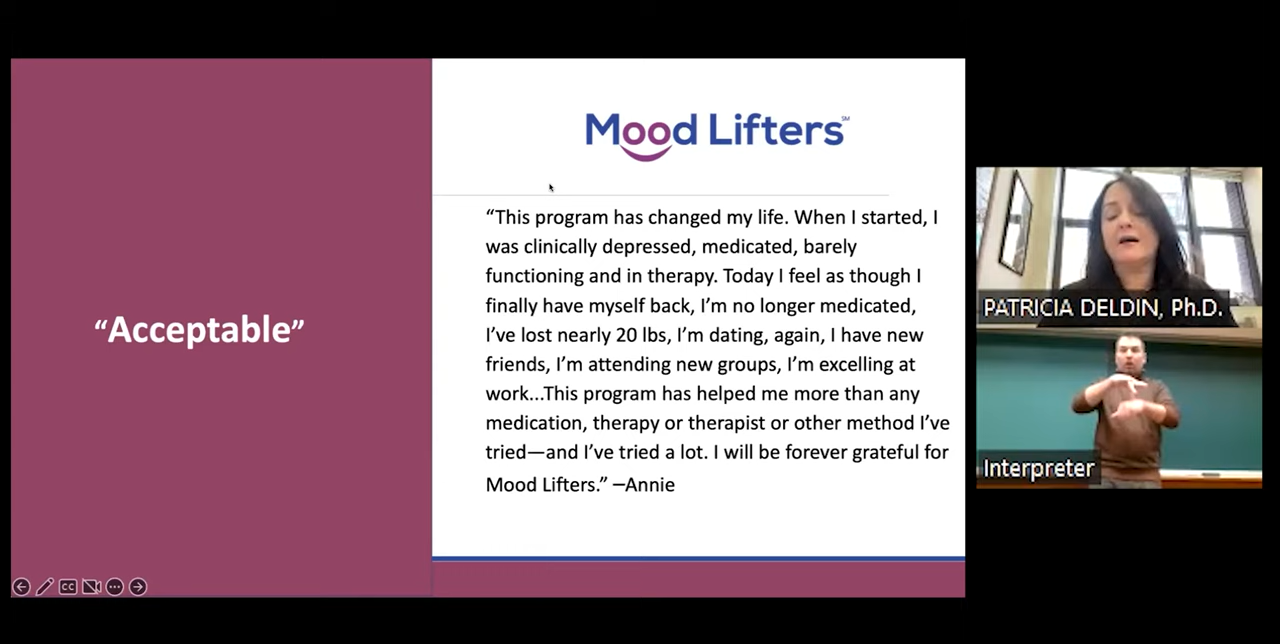 “Acceptable”
Mood Lifters℠
“This program has changed my life. When I started, I
was clinically depressed, medicated, barely
functioning and in therapy. Today I feel as though I
finally have myself back, I’m no longer medicated,
I’ve lost nearly 20 lbs, I’m dating, again, I have new
friends, I’m attending new groups, I’m excelling at
work...This program has helped me more than any
medication, therapy or therapist or other method I’ve
tried—and I’ve tried a lot. I will be forever grateful for
Mood Lifters.” –Annie
PATRICIA DELDIN, Ph.D.
Interpreter
CC